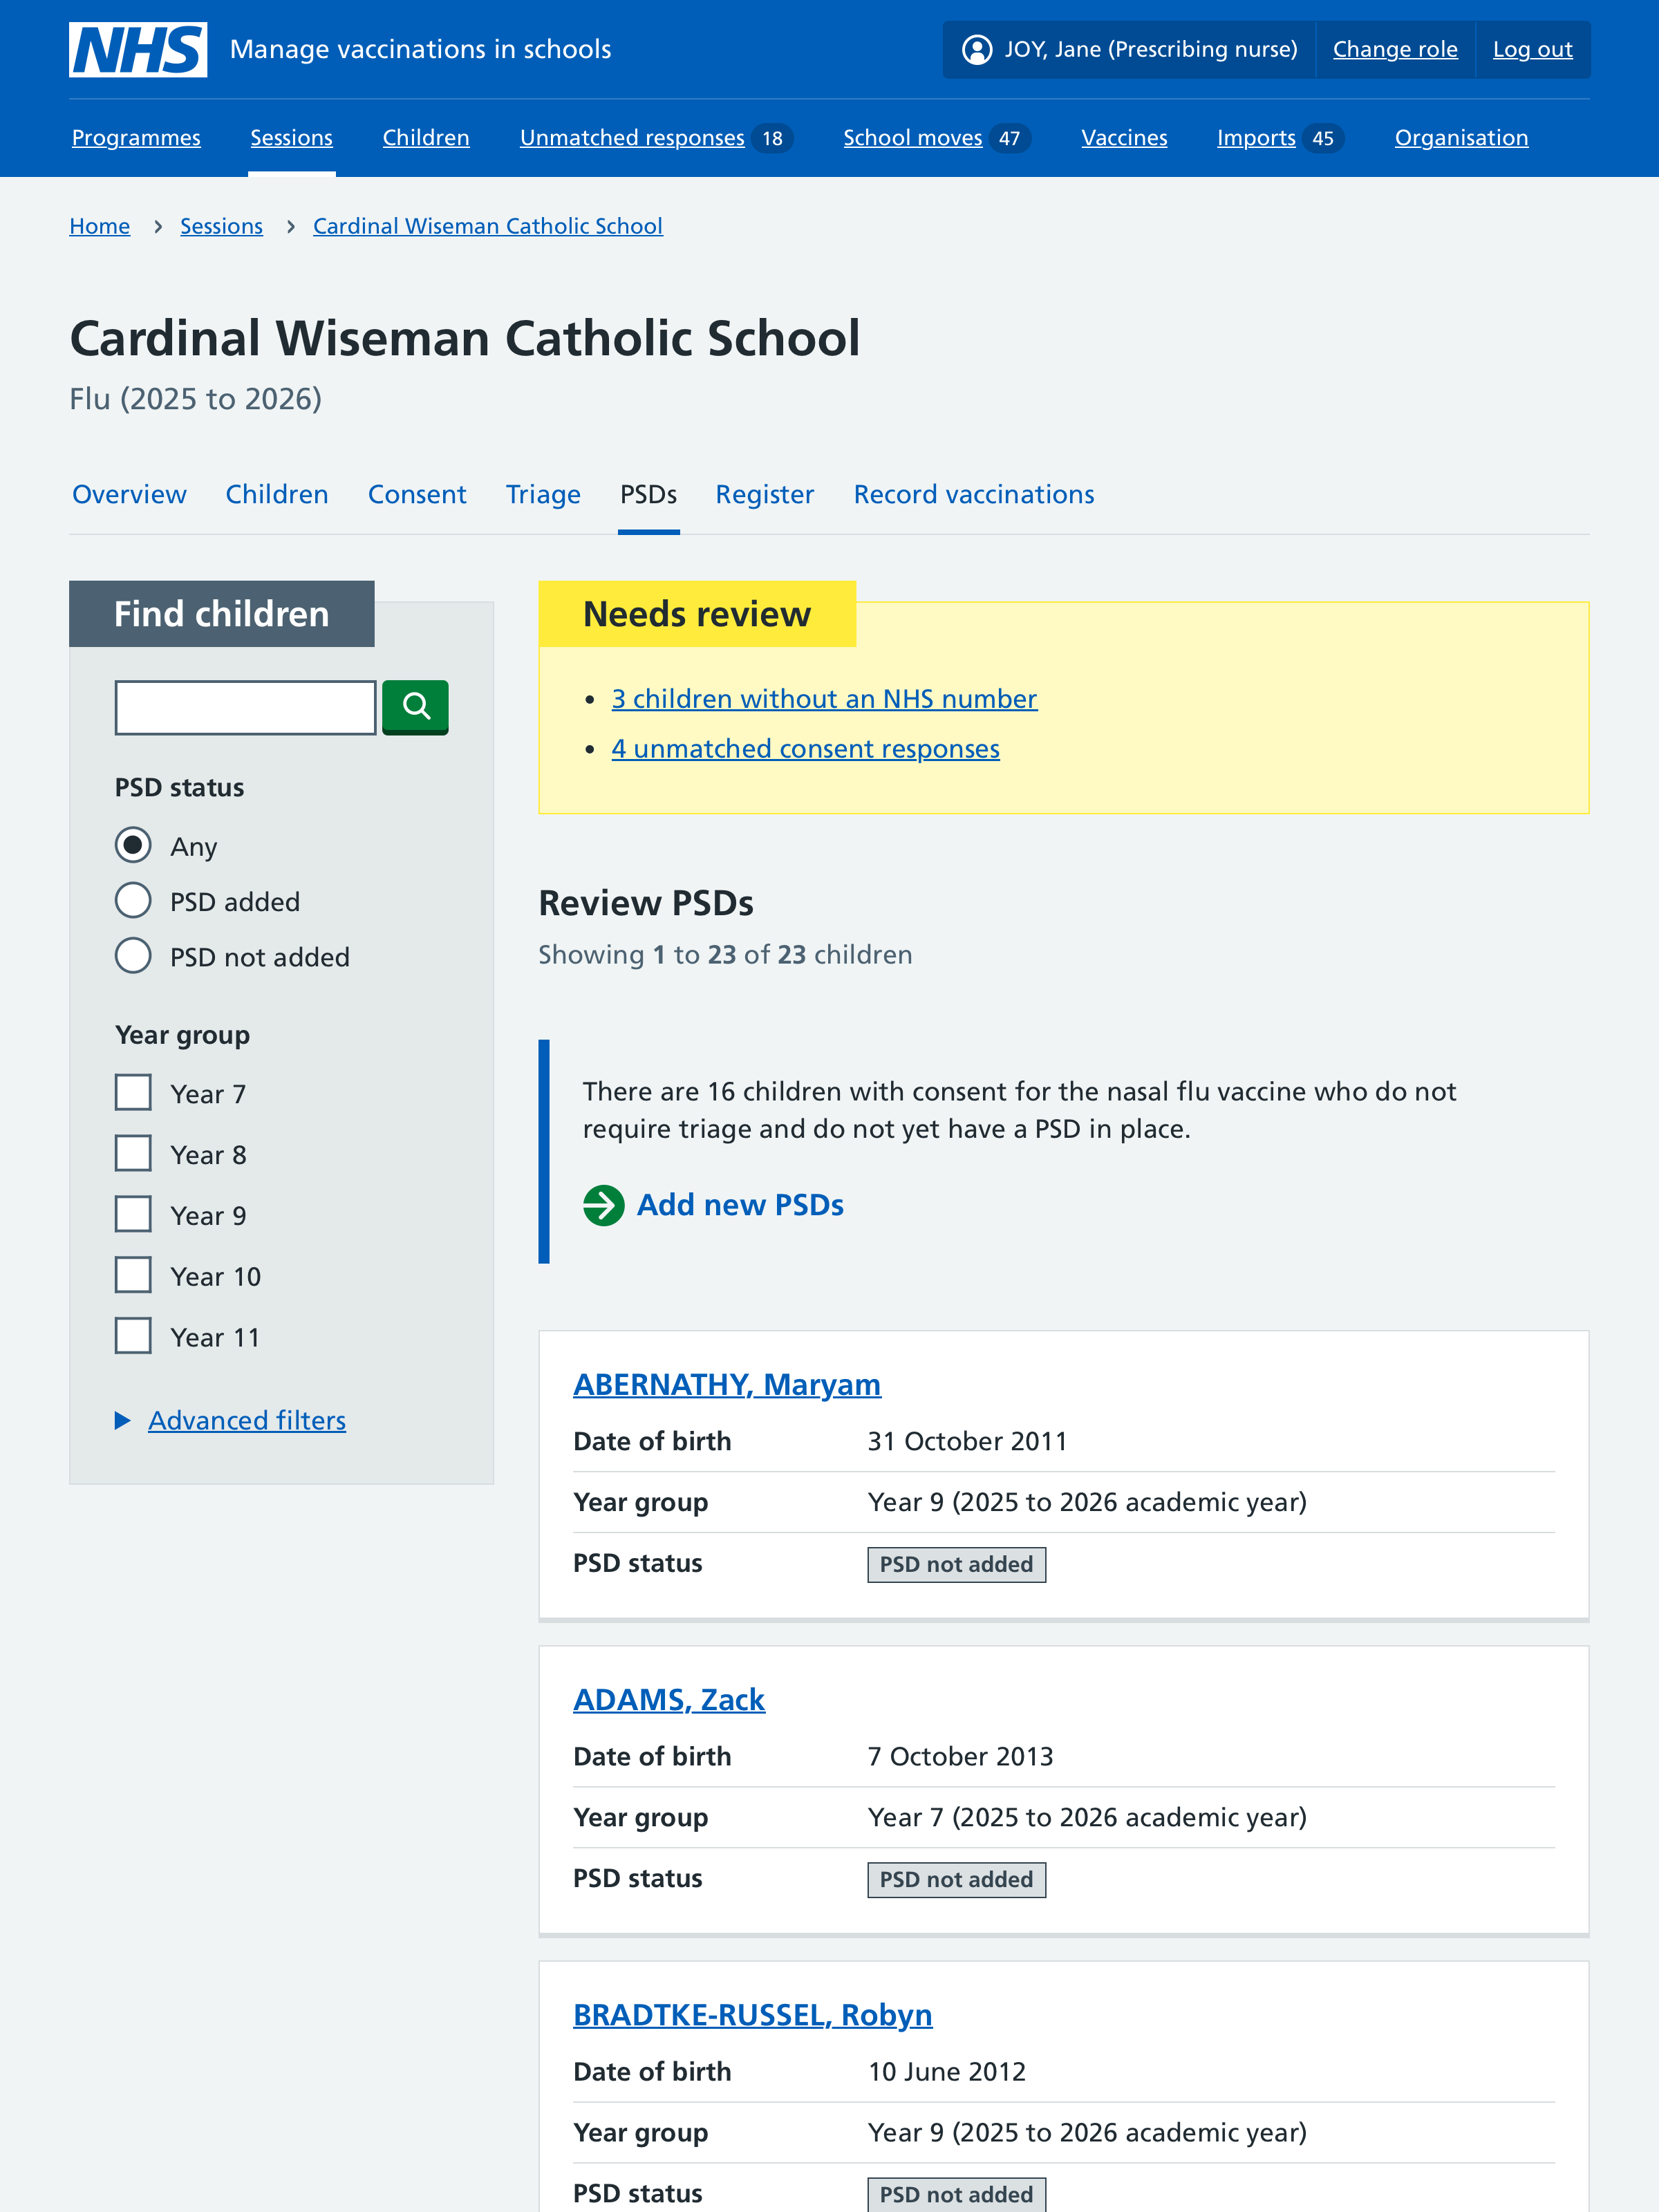 NHS Manage vaccinations in schools
JOY, Jane (Prescribing nurse) Change role Log out
Programmes Sessions Children Unmatched responses 18 School moves 47 Vaccines Imports 45 Organisation
Home Sessions Cardinal Wiseman Catholic School
Cardinal Wiseman Catholic School
Flu (2025 to 2026)
Overview Children Consent Triage PSDs Register Record vaccinations
Find children
PSD status
Any
PSD added
PSD not added
Year group
Year 7
Year 8
Year 9
Year 10
Year 11
Advanced filters
Needs review
3 children without an NHS number
4 unmatched consent responses
Review PSDs
Showing 1 to 23 of 23 children
There are 16 children with consent for the nasal flu vaccine who do not
require triage and do not yet have a PSD in place.
Add new PSDs
ABERNATHY, Maryam
Date of birth 31 October 2011
Year group Year 9 (2025 to 2026 academic year)
PSD status PSD not added
ADAMS, Zack
Date of birth 7 October 2013
Year group Year 7 (2025 to 2026 academic year)
PSD status PSD not added
BRADTKE-RUSSEL, Robyn
Date of birth 10 June 2012
Year group Year 9 (2025 to 2026 academic year)
PSD status PSD not added